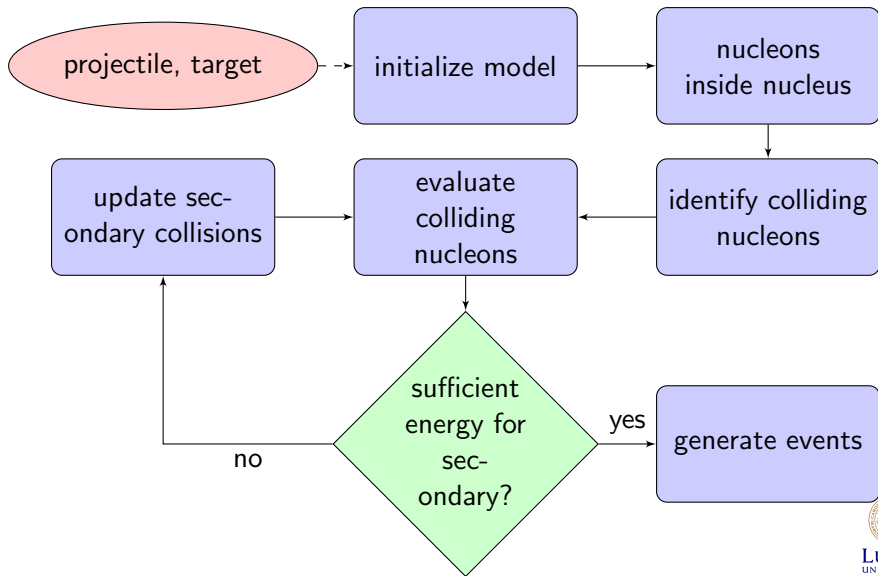 projectile, target
initialize model
nucleons
inside nucleus
update sec-
ondary collisions
evaluate
colliding
nucleons
identify colliding
nucleons
sufficient
energy for
sec-
ondary?
yes
no
generate events